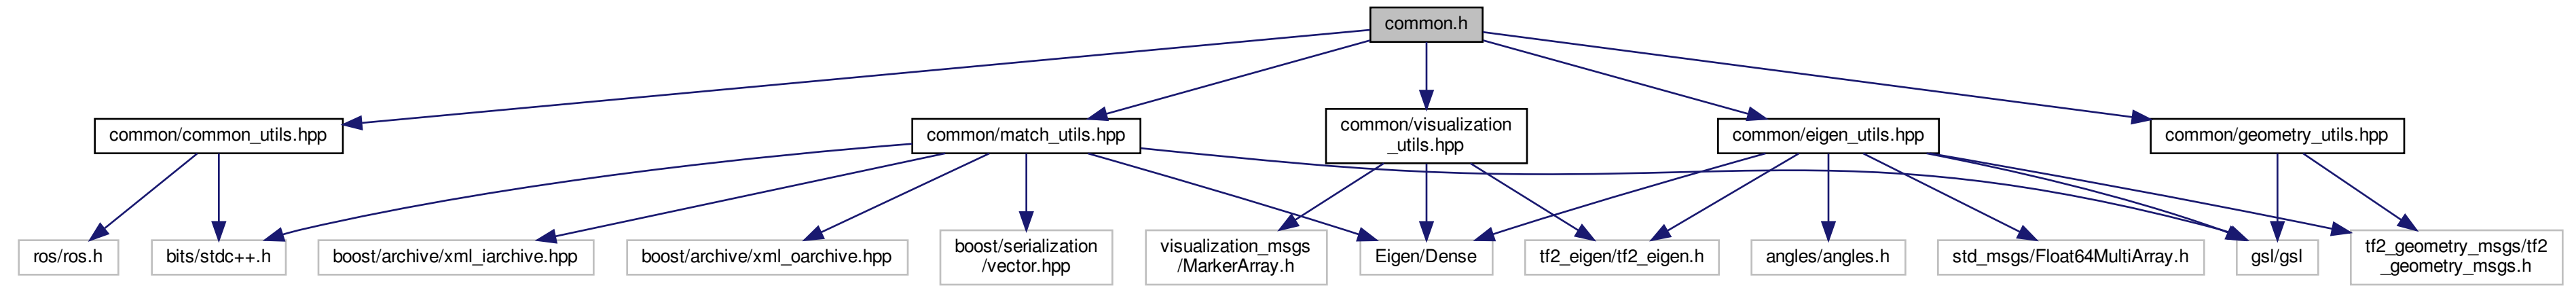 common.h
common/common_utils.hpp
common/match_utils.hpp
common/visualization
_utils.hpp
common/eigen_utils.hpp
common/geometry_utils.hpp
ros/ros.h
bits/stdc++.h
boost/archive/xml_iarchive.hpp
boost/archive/xml_oarchive.hpp
boost/serialization
/vector.hpp
visualization_msgs
/MarkerArray.h
Eigen/Dense
tf2_eigen/tf2_eigen.h
angles/angles.h
std_msgs/Float64MultiArray.h
gsl/gsl
tf2_geometry_msgs/tf2
_geometry_msgs.h